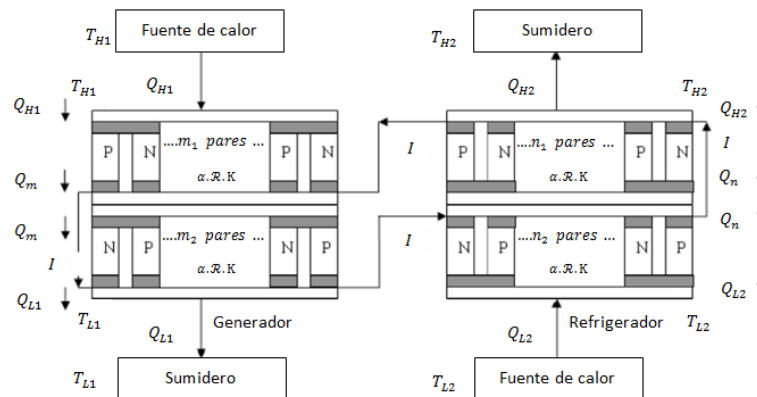 T_{H1} Fuente de calor
T_{H2} Sumidero
T_{H1} Q_{H1}
Q_{H2} T_{H2}
Q_{H1}
Q_{H2}
P N ....m_1 pares ... P N
I
P N ....n_1 pares ... P N
I
Q_m α.ℛ.K
α.ℛ.K Q_n
Q_m
Q_n
N P ....m_2 pares ... N P
I
P N ....n_2 pares ... P N
I
α.ℛ.K
α.ℛ.K
Q_{L1}
Q_{L2}
T_{L1} Q_{L1} Generador
Q_{L2} Refrigerador T_{L2}
T_{L1} Sumidero
T_{L2} Fuente de calor